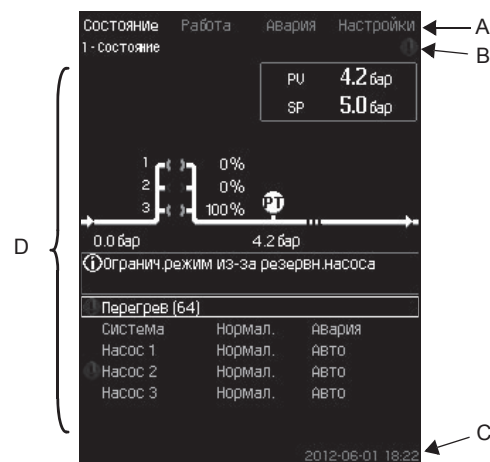 Состояние Работа Авария Настройки A
1 - Состояние B
PV 4.2 бар
SP 5.0 бар
1 0%
2 0%
3 100% PT
D
0.0 бар 4.2 бар
Огранич.режим из-за резервн.насоса
Перегрев (64)
Система Нормал. Авария
Насос 1 Нормал. Авто
Насос 2 Нормал. Авто
Насос 3 Нормал. Авто
C
2012-06-01 18:22